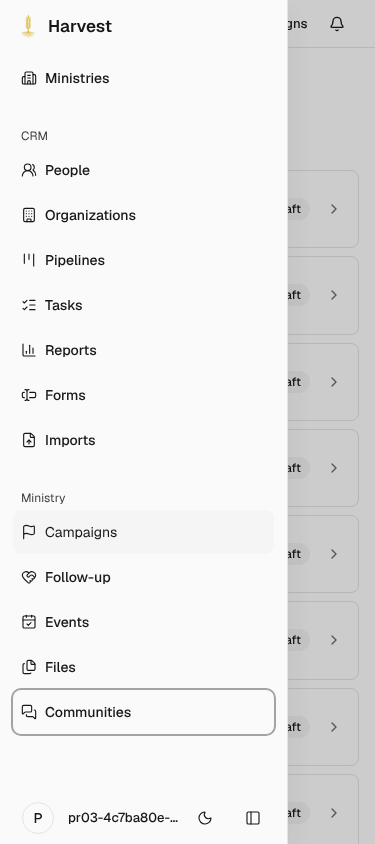 Harvest
gns
Ministries
CRM
People
Organizations
aft
Pipelines
aft
Tasks
Reports
aft
Forms
Imports
aft
Ministry
Campaigns
aft
Follow-up
Events
aft
Files
Communities
aft
P
pr03-4c7ba80e-...
aft